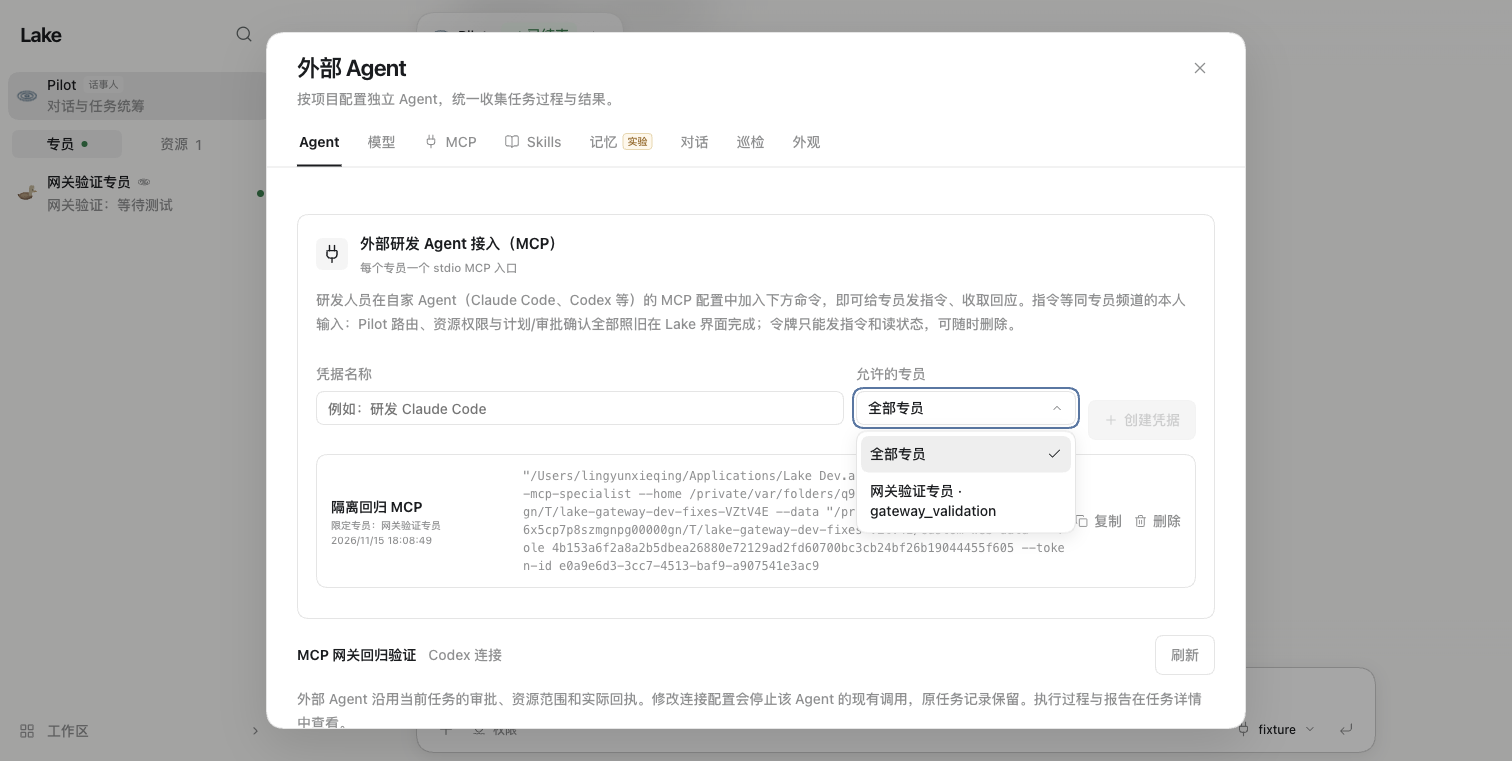 Lake
Pilot 话事人
对话与任务统筹
专员
资源 1
网关验证专员
网关验证：等待测试
工作区
外部 Agent
按项目配置独立 Agent，统一收集任务过程与结果。
Agent 模型 MCP Skills 记忆 实验 对话 巡检 外观
外部研发 Agent 接入（MCP）
每个专员一个 stdio MCP 入口
研发人员在自家 Agent（Claude Code、Codex 等）的 MCP 配置中加入下方命令，即可给专员发指令、收取回应。指令等同专员频道的本人
输入：Pilot 路由、资源权限与计划/审批确认全部照旧在 Lake 界面完成；令牌只能发指令和读状态，可随时删除。
凭据名称 允许的专员
例如：研发 Claude Code
全部专员
创建凭据
全部专员
网关验证专员 ·
gateway_validation
隔离回归 MCP
限定专员：网关验证专员
2026/11/15 18:08:49
"/Users/lingyunxieqing/Applications/Lake Dev.a
-mcp-specialist --home /private/var/folders/q9
gn/T/lake-gateway-dev-fixes-VZtV4E --data "/pr
6x5cp7p8szmgnpg00000gn/T/lake-gateway-dev-fixes
ole 4b153a6f2a8a2b5dbea26880e72129ad2fd60700bc3cb24bf26b19044455f605 --toke
n-id e0a9e6d3-3cc7-4513-baf9-a907541e3ac9
复制 删除
MCP 网关回归验证 Codex 连接
刷新
外部 Agent 沿用当前任务的审批、资源范围和实际回执。修改连接配置会停止该 Agent 的现有调用，原任务记录保留。执行过程与报告在任务详情
中查看。
权限
fixture